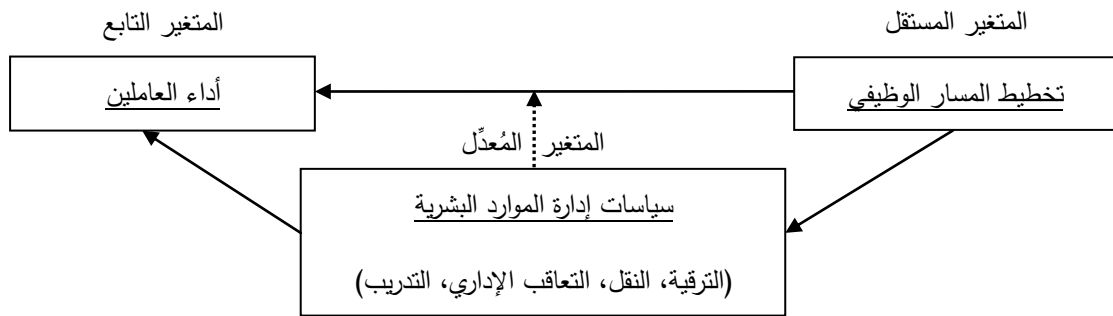 المتغير المستقل
المتغير التابع
تخطيط المسار الوظيفي
أداء العاملين
المتغير المُعدِّل
سياسات إدارة الموارد البشرية
(الترقية، النقل، التعاقب الإداري، التدريب)